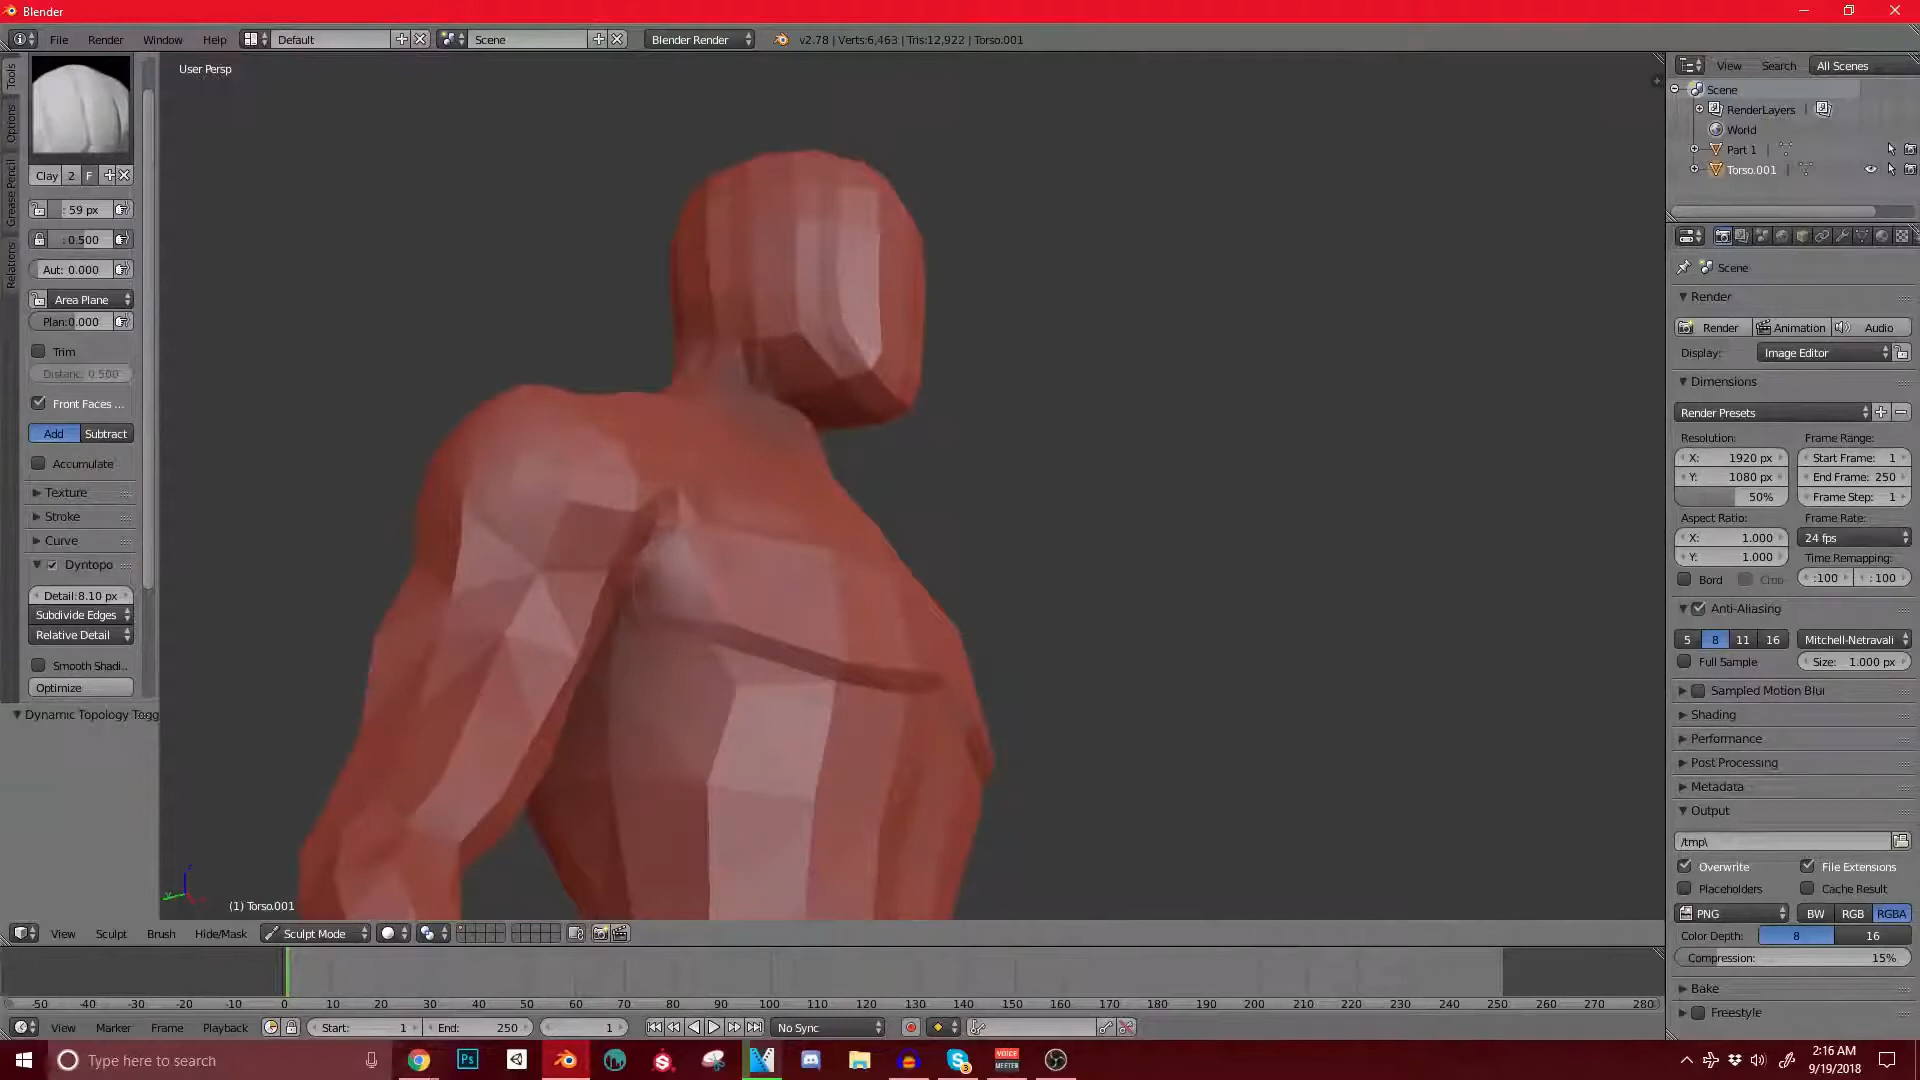 Blender
File Render Window Help Default Scene Blender Render v2.78 | Verts:6,463 | Tris:12,922 | Torso.001
User Persp
Tools
Options
Grease Pencil
Relations
Clay 2 F
: 59 px
: 0.500
Aut: 0.000
Area Plane
Plan:0.000
Trim
Distanc: 0.500
Front Faces ...
Add Subtract
Accumulate
Texture
Stroke
Curve
Dyntopo
Detail:8.10 px
Subdivide Edges
Relative Detail
Smooth Shadi..
Optimize
Dynamic Topology Togg
(1) Torso.001
View Sculpt Brush Hide/Mask Sculpt Mode
-50 -40 -30 -20 -10 0 10 20 30 40 50 60 70 80 90 100 110 120 130 140 150 160 170 180 190 200 210 220 230 240 250 260 270 280
View Marker Frame Playback Start: 1 End: 250 1 No Sync
View Search All Scenes
Scene
RenderLayers
World
Part 1
Torso.001
Scene
Render
Render Animation Audio
Display: Image Editor
Dimensions
Render Presets
Resolution: Frame Range:
X: 1920 px Start Frame: 1
Y: 1080 px End Frame: 250
50% Frame Step: 1
Aspect Ratio: Frame Rate:
X: 1.000 24 fps
Y: 1.000 Time Remapping:
Bord Crop :100 : 100
Anti-Aliasing
5 8 11 16 Mitchell-Netravali
Full Sample Size: 1.000 px
Sampled Motion Blur
Shading
Performance
Post Processing
Metadata
Output
/tmp\
Overwrite File Extensions
Placeholders Cache Result
PNG BW RGB RGBA
Color Depth: 8 16
Compression: 15%
Bake
Freestyle
Type here to search
Ps
VOICE
MEETER
2:16 AM
9/19/2018